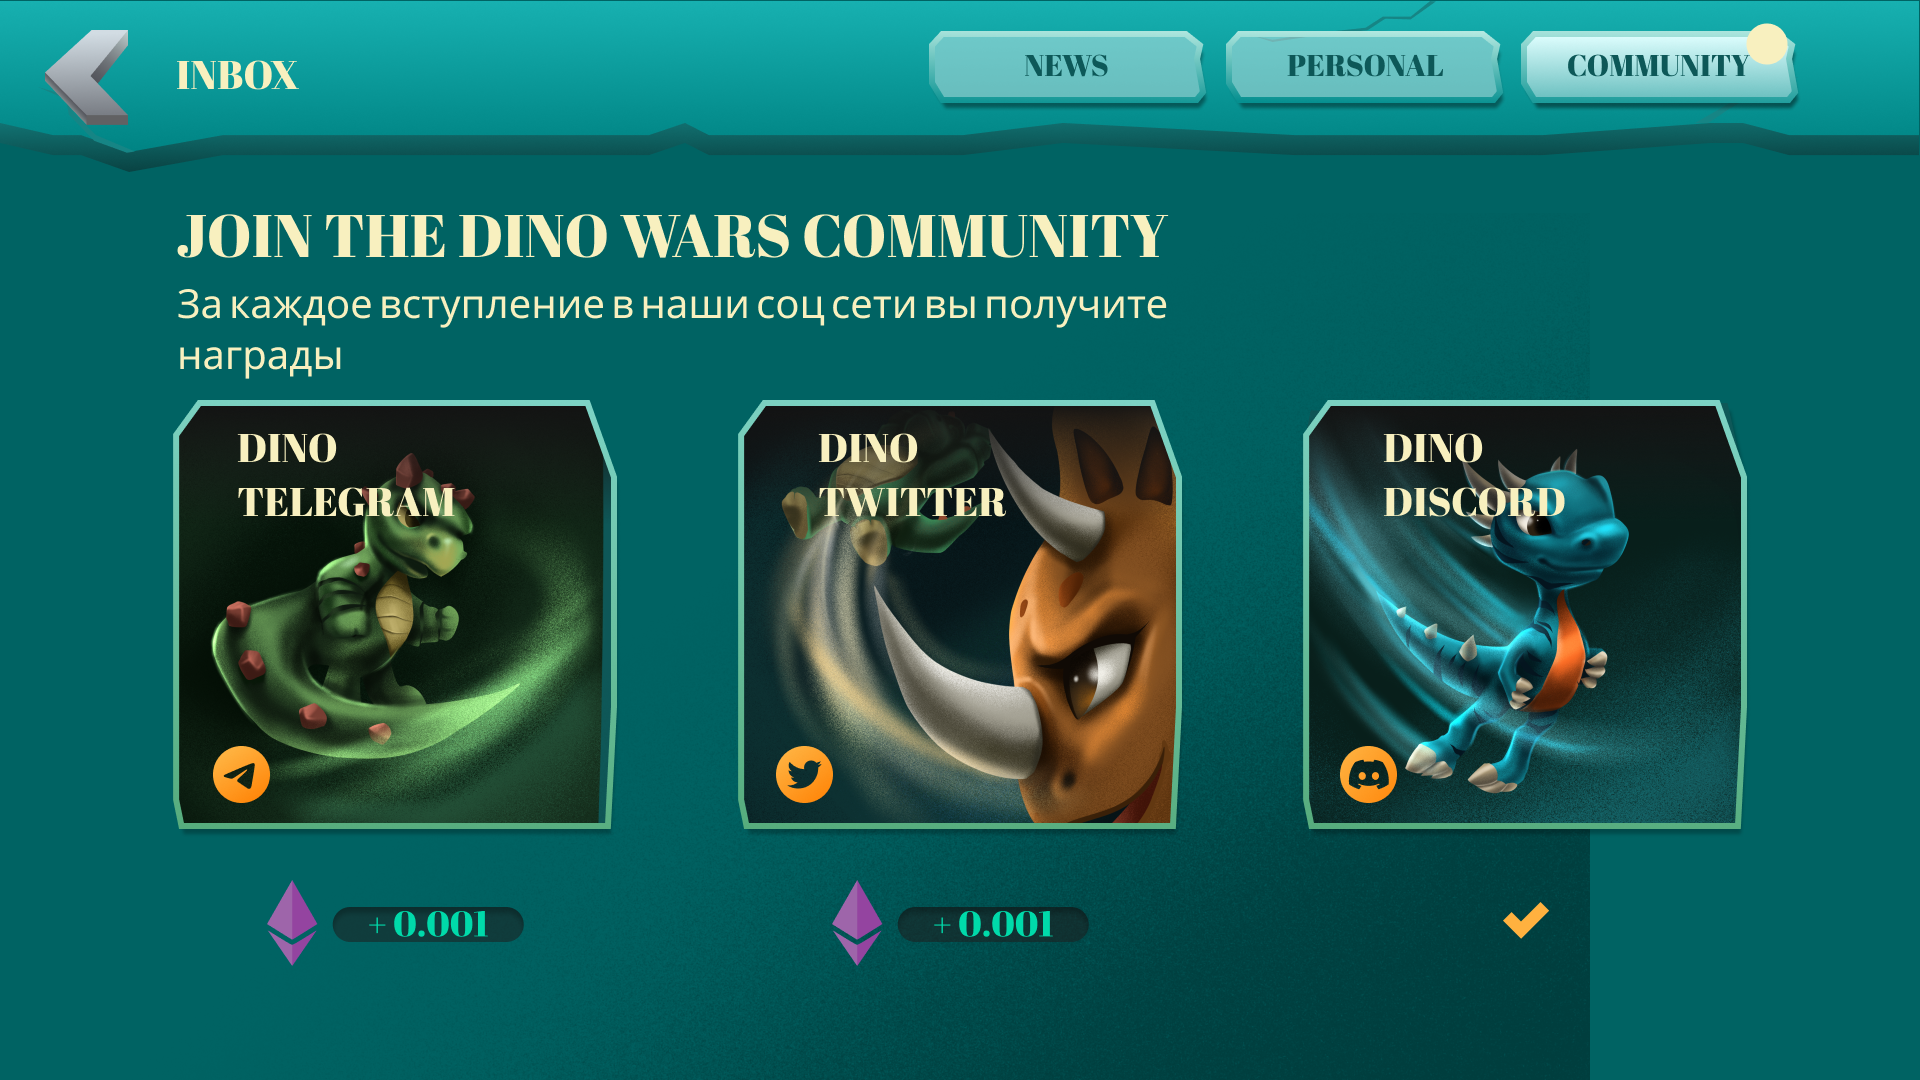 INBOX
NEWS
PERSONAL
COMMUNITY
JOIN THE DINO WARS COMMUNITY
За каждое вступление в наши соц сети вы получите
награды
DINO
TELEGRAM
DINO
TWITTER
DINO
DISCORD
+ 0.001
+ 0.001